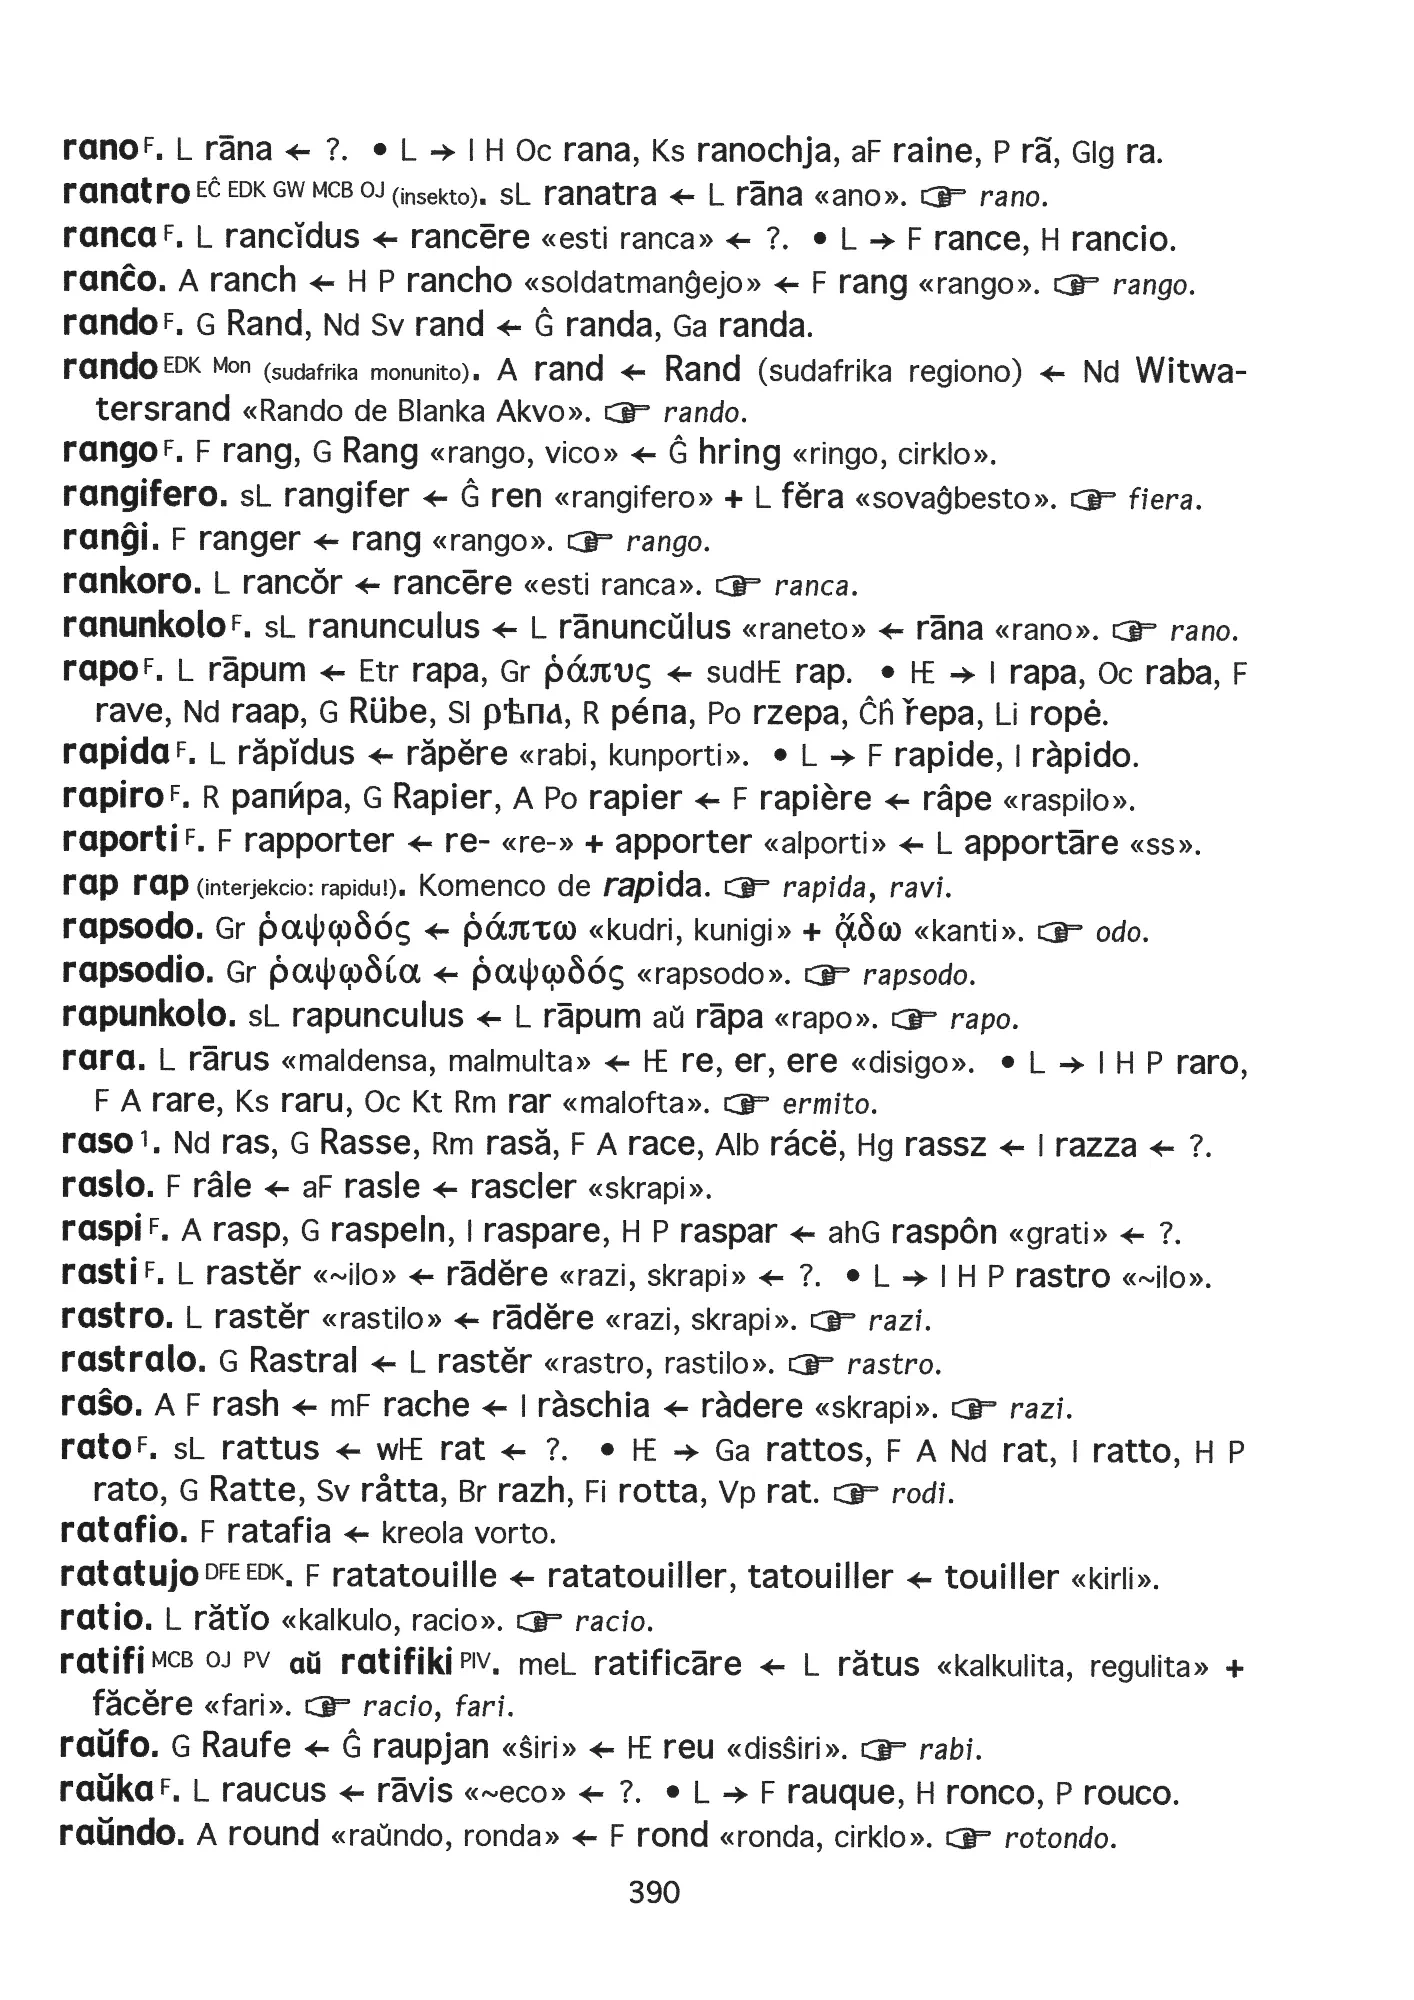 rano F. L rāna ← ?. • L → I H Oc rana, Ks ranochja, aF raine, P rã, Glg ra.
ranatro EĈ EDK GW MCB OJ (insekto). sL ranatra ← L rāna «ano». ☞ rano.
ranca F. L rancĭdus ← rancēre «esti ranca» ← ?. • L → F rance, H rancio.
ranĉo. A ranch ← H P rancho «soldatmanĝejo» ← F rang «rango». ☞ rango.
rando F. G Rand, Nd Sv rand ← Ĝ randa, Ga randa.
rando EDK Mon (sudafrika monunito). A rand ← Rand (sudafrika regiono) ← Nd Witwa-
tersrand «Rando de Blanka Akvo». ☞ rando.
rango F. F rang, G Rang «rango, vico» ← Ĝ hring «ringo, cirklo».
rangifero. sL rangifer ← Ĝ ren «rangifero» + L fĕra «sovaĝbesto». ☞ fiera.
ranĝi. F ranger ← rang «rango». ☞ rango.
rankoro. L rancŏr ← rancēre «esti ranca». ☞ ranca.
ranunkolo F. sL ranunculus ← L rānuncŭlus «raneto» ← rāna «rano». ☞ rano.
rapo F. L rāpum ← Etr rapa, Gr ῥάπυς ← sudHE rap. • HE → I rapa, Oc raba, F
rave, Nd raap, G Rübe, Sl рѣпа, R ре́па, Po rzepa, Ĉĥ řepa, Li ropė.
rapida F. L răpĭdus ← răpĕre «rabi, kunporti». • L → F rapide, I ràpido.
rapiro F. R рапи́ра, G Rapier, A Po rapier ← F rapière ← râpe «raspilo».
raporti F. F rapporter ← re- «re-» + apporter «alporti» ← L apportāre «ss».
rap rap (interjekcio: rapidu!). Komenco de rapida. ☞ rapida, ravi.
rapsodo. Gr ῥαψῳδός ← ῥάπτω «kudri, kunigi» + ᾄδω «kanti». ☞ odo.
rapsodio. Gr ῥαψῳδία ← ῥαψῳδός «rapsodo». ☞ rapsodo.
rapunkolo. sL rapunculus ← L rāpum aŭ rāpa «rapo». ☞ rapo.
rara. L rārus «maldensa, malmulta» ← HE re, er, ere «disigo». • L → I H P raro,
F A rare, Ks raru, Oc Kt Rm rar «malofta». ☞ ermito.
raso 1. Nd ras, G Rasse, Rm rasă, F A race, Alb rácë, Hg rassz ← I razza ← ?.
raslo. F râle ← aF rasle ← rascler «skrapi».
raspi F. A rasp, G raspeln, I raspare, H P raspar ← ahG raspôn «grati» ← ?.
rasti F. L rastĕr «~ilo» ← rādĕre «razi, skrapi» ← ?. • L → I H P rastro «~ilo».
rastro. L rastĕr «rastilo» ← rādĕre «razi, skrapi». ☞ razi.
rastralo. G Rastral ← L rastĕr «rastro, rastilo». ☞ rastro.
raŝo. A F rash ← mF rache ← I ràschia ← ràdere «skrapi». ☞ razi.
rato F. sL rattus ← wHE rat ← ?. • HE → Ga rattos, F A Nd rat, I ratto, H P
rato, G Ratte, Sv råtta, Br razh, Fi rotta, Vp rat. ☞ rodi.
ratafio. F ratafia ← kreola vorto.
ratatujo DFE EDK. F ratatouille ← ratatouiller, tatouiller ← touiller «kirli».
ratio. L rătĭo «kalkulo, racio». ☞ racio.
ratifi MCB OJ PV aŭ ratifiki PIV. meL ratificāre ← L rătus «kalkulita, regulita» +
făcĕre «fari». ☞ racio, fari.
raŭfo. G Raufe ← Ĝ raupjan «ŝiri» ← HE reu «disŝiri». ☞ rabi.
raŭka F. L raucus ← rāvis «~eco» ← ?. • L → F rauque, H ronco, P rouco.
raŭndo. A round «raŭndo, ronda» ← F rond «ronda, cirklo». ☞ rotondo.
390